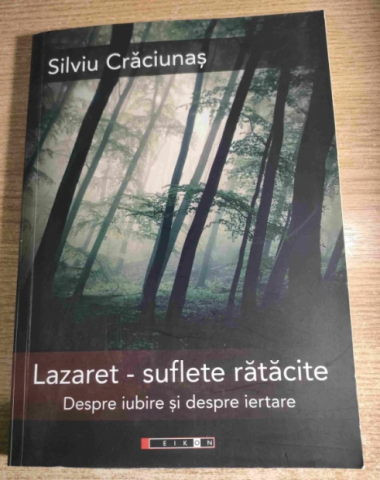 Silviu Crăciunaș
Lazaret - suflete rătăcite
Despre iubire și despre iertare
EIKON